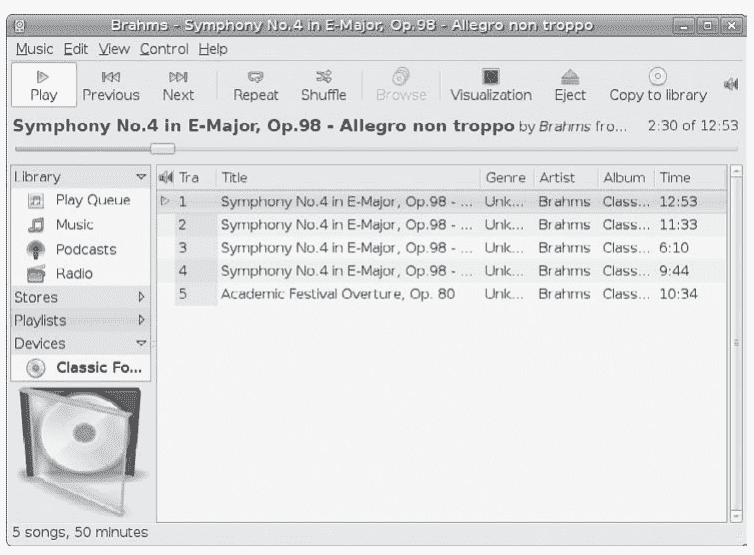 Brahms - Symphony No.4 in E-Major, Op.98 - Allegro non troppo
Music Edit View Control Help
Play Previous Next Repeat Shuffle Browse Visualization Eject Copy to library
Symphony No.4 in E-Major, Op.98 - Allegro non troppo by Brahms fro... 2:30 of 12:53
Library
Play Queue
Music
Podcasts
Radio
Stores
Playlists
Devices
Classic Fo...
Tra Title Genre Artist Album Time
1 Symphony No.4 in E-Major, Op.98 - ... Unk... Brahms Class... 12:53
2 Symphony No.4 in E-Major, Op.98 - ... Unk... Brahms Class... 11:33
3 Symphony No.4 in E-Major, Op.98 - ... Unk... Brahms Class... 6:10
4 Symphony No.4 in E-Major, Op.98 - ... Unk... Brahms Class... 9:44
5 Academic Festival Overture, Op. 80 Unk... Brahms Class... 10:34
5 songs, 50 minutes